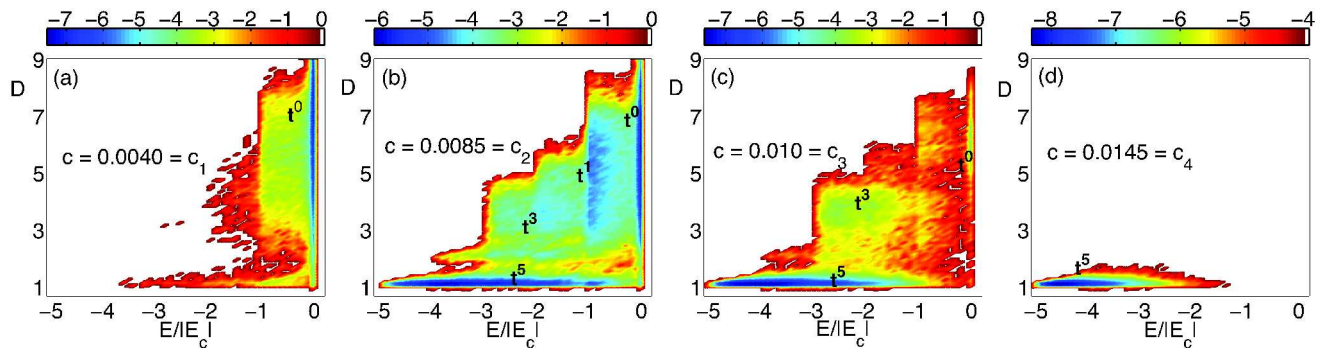 −7 −6 −5 −4 −3 −2 −1 0
−6 −5 −4 −3 −2 −1 0
−7 −6 −5 −4 −3 −2 −1 0
−8 −7 −6 −5 −4
9 (a) 9 (b) 9 (c) 9 (d)
D D D D
7 t⁰ 7 t⁰ 7 7
c = 0.0040 = c₁ c = 0.0085 = c₂ c = 0.010 = c₃ t⁰ c = 0.0145 = c₄
5 5 t¹ 5 5
3 3 t³ 3 t³ 3
1 1 t⁵ 1 t⁵ 1 t⁵
−5 −4 −3 −2 −1 0
−5 −4 −3 −2 −1 0
−5 −4 −3 −2 −1 0
−5 −4 −3 −2 −1 0
E/|E_c| E/|E_c| E/|E_c| E/|E_c|